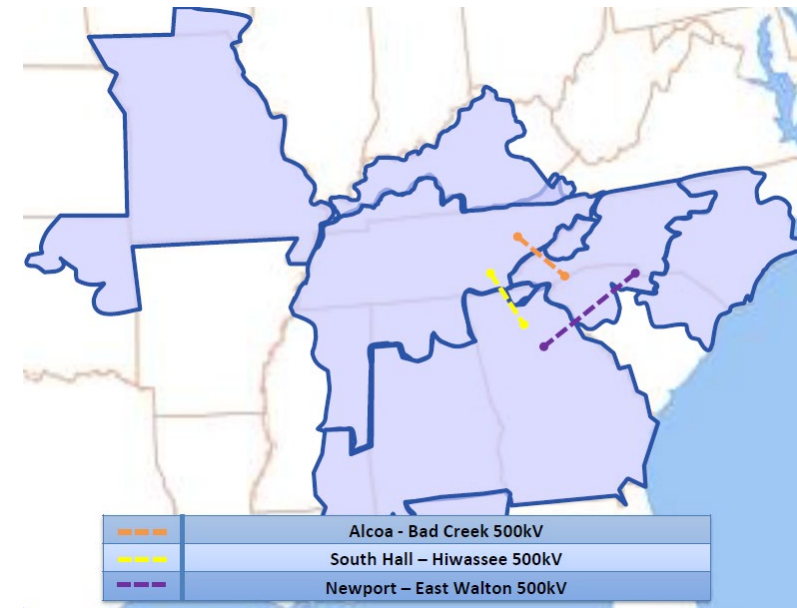 Alcoa - Bad Creek 500kV
South Hall – Hiwassee 500kV
Newport – East Walton 500kV